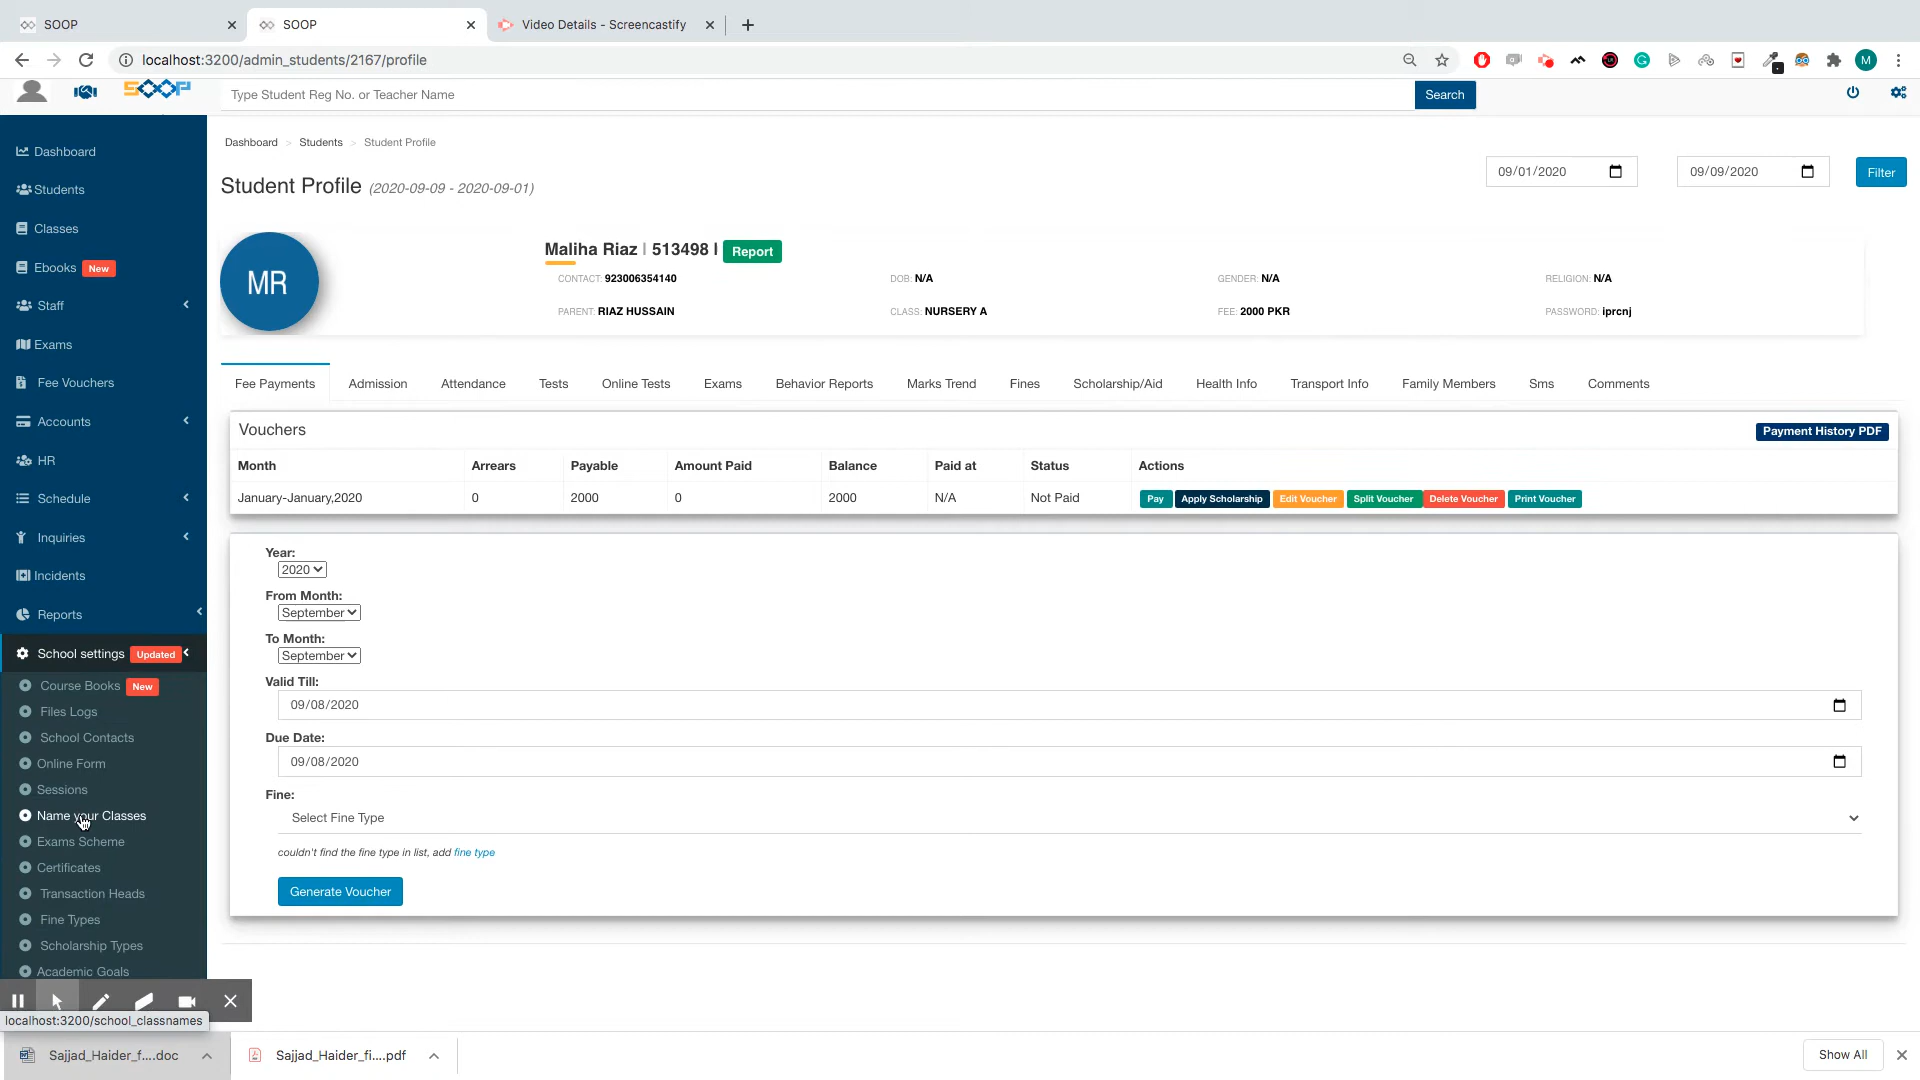 SOOP
SOOP
Video Details - Screencastify
localhost:3200/admin_students/2167/profile
M
SOOP
Type Student Reg No. or Teacher Name
Search
Dashboard
Students
Classes
Ebooks New
Staff
Exams
Fee Vouchers
Accounts
HR
Schedule
Inquiries
Incidents
Reports
School settings Updated
Course Books New
Files Logs
School Contacts
Online Form
Sessions
Name your Classes
Exams Scheme
Certificates
Transaction Heads
Fine Types
Scholarship Types
Academic Goals
Dashboard > Students > Student Profile
Student Profile (2020-09-09 - 2020-09-01)
09/01/2020
09/09/2020
Filter
MR
Maliha Riaz | 513498 | Report
CONTACT: 923006354140
DOB: N/A
GENDER: N/A
RELIGION: N/A
PARENT: RIAZ HUSSAIN
CLASS: NURSERY A
FEE: 2000 PKR
PASSWORD: iprcnj
Fee Payments Admission Attendance Tests Online Tests Exams Behavior Reports Marks Trend Fines Scholarship/Aid Health Info Transport Info Family Members Sms Comments
Vouchers
Payment History PDF
Month Arrears Payable Amount Paid Balance Paid at Status Actions
January-January,2020 0 2000 0 2000 N/A Not Paid Pay Apply Scholarship Edit Voucher Split Voucher Delete Voucher Print Voucher
Year:
2020
From Month:
September
To Month:
September
Valid Till:
09/08/2020
Due Date:
09/08/2020
Fine:
Select Fine Type
couldn't find the fine type in list, add fine type
Generate Voucher
localhost:3200/school_classnames
Sajjad_Haider_f....doc
Sajjad_Haider_fi....pdf
Show All